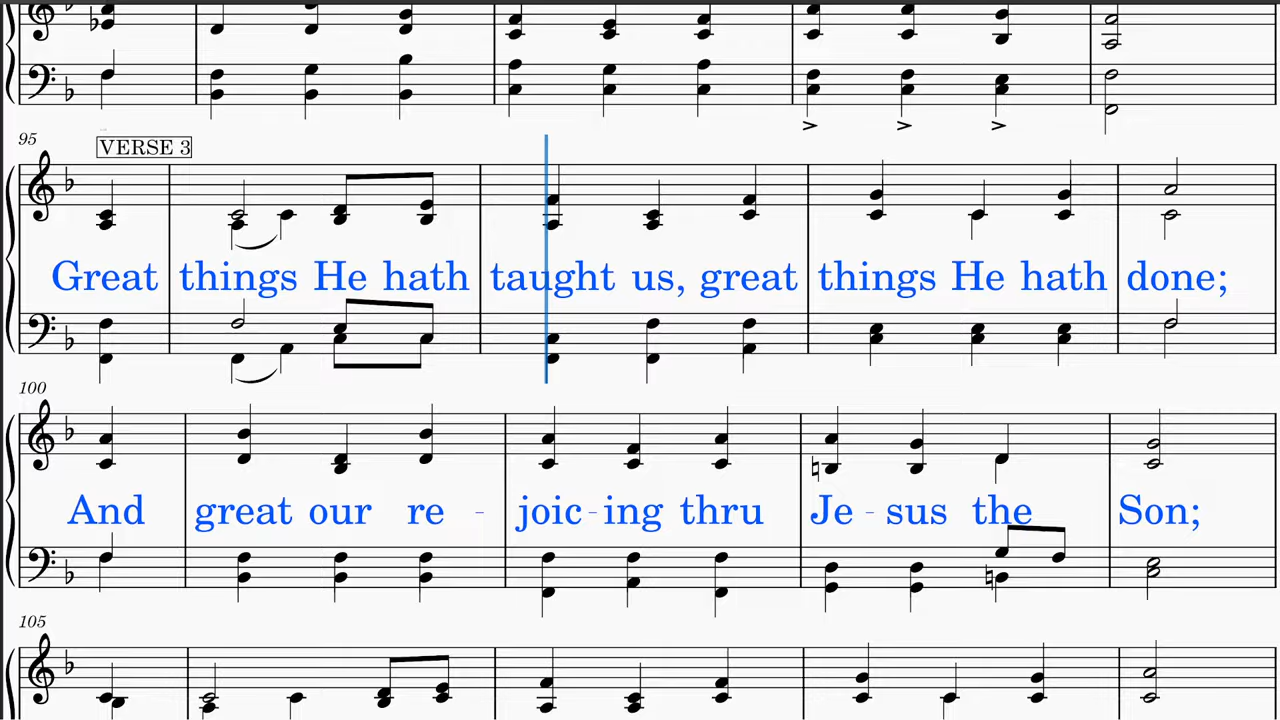 95
VERSE 3
Great things He hath taught us, great things He hath done;
100
And great our re - joic - ing thru Je - sus the Son;
105